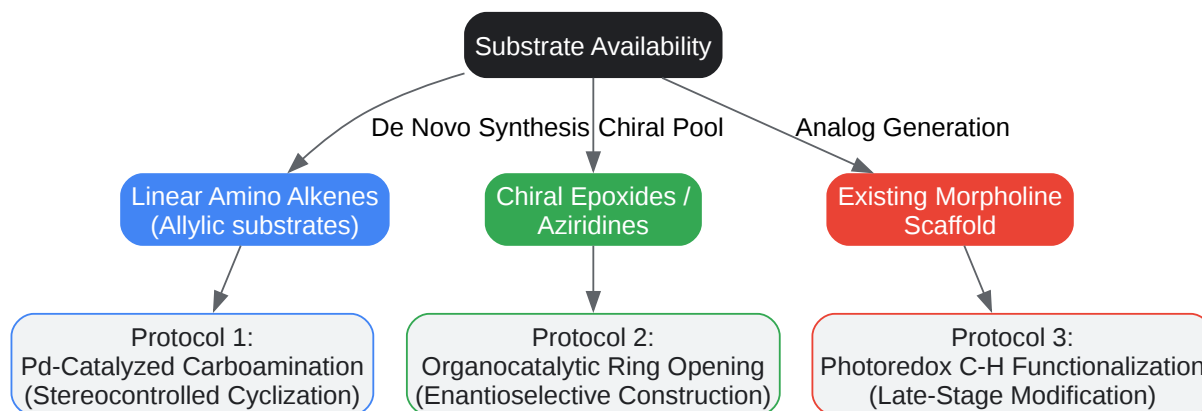 Substrate Availability
De Novo Synthesis
Chiral Pool
Analog Generation
Linear Amino Alkenes
(Allylic substrates)
Chiral Epoxides /
Aziridines
Existing Morpholine
Scaffold
Protocol 1:
Pd-Catalyzed Carboamination
(Stereocontrolled Cyclization)
Protocol 2:
Organocatalytic Ring Opening
(Enantioselective Construction)
Protocol 3:
Photoredox C-H Functionalization
(Late-Stage Modification)